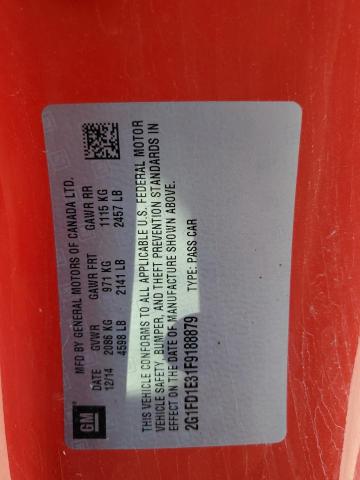 GM
MFD BY GENERAL MOTORS OF CANADA LTD.
DATE GVWR GAWR FRT GAWR RR
12/14 2086 KG 971 KG 1115 KG
4598 LB 2141 LB 2457 LB
THIS VEHICLE CONFORMS TO ALL APPLICABLE U.S. FEDERAL MOTOR
VEHICLE SAFETY, BUMPER, AND THEFT PREVENTION STANDARDS IN
EFFECT ON THE DATE OF MANUFACTURE SHOWN ABOVE.
2G1FD1E31F9188879 TYPE: PASS CAR